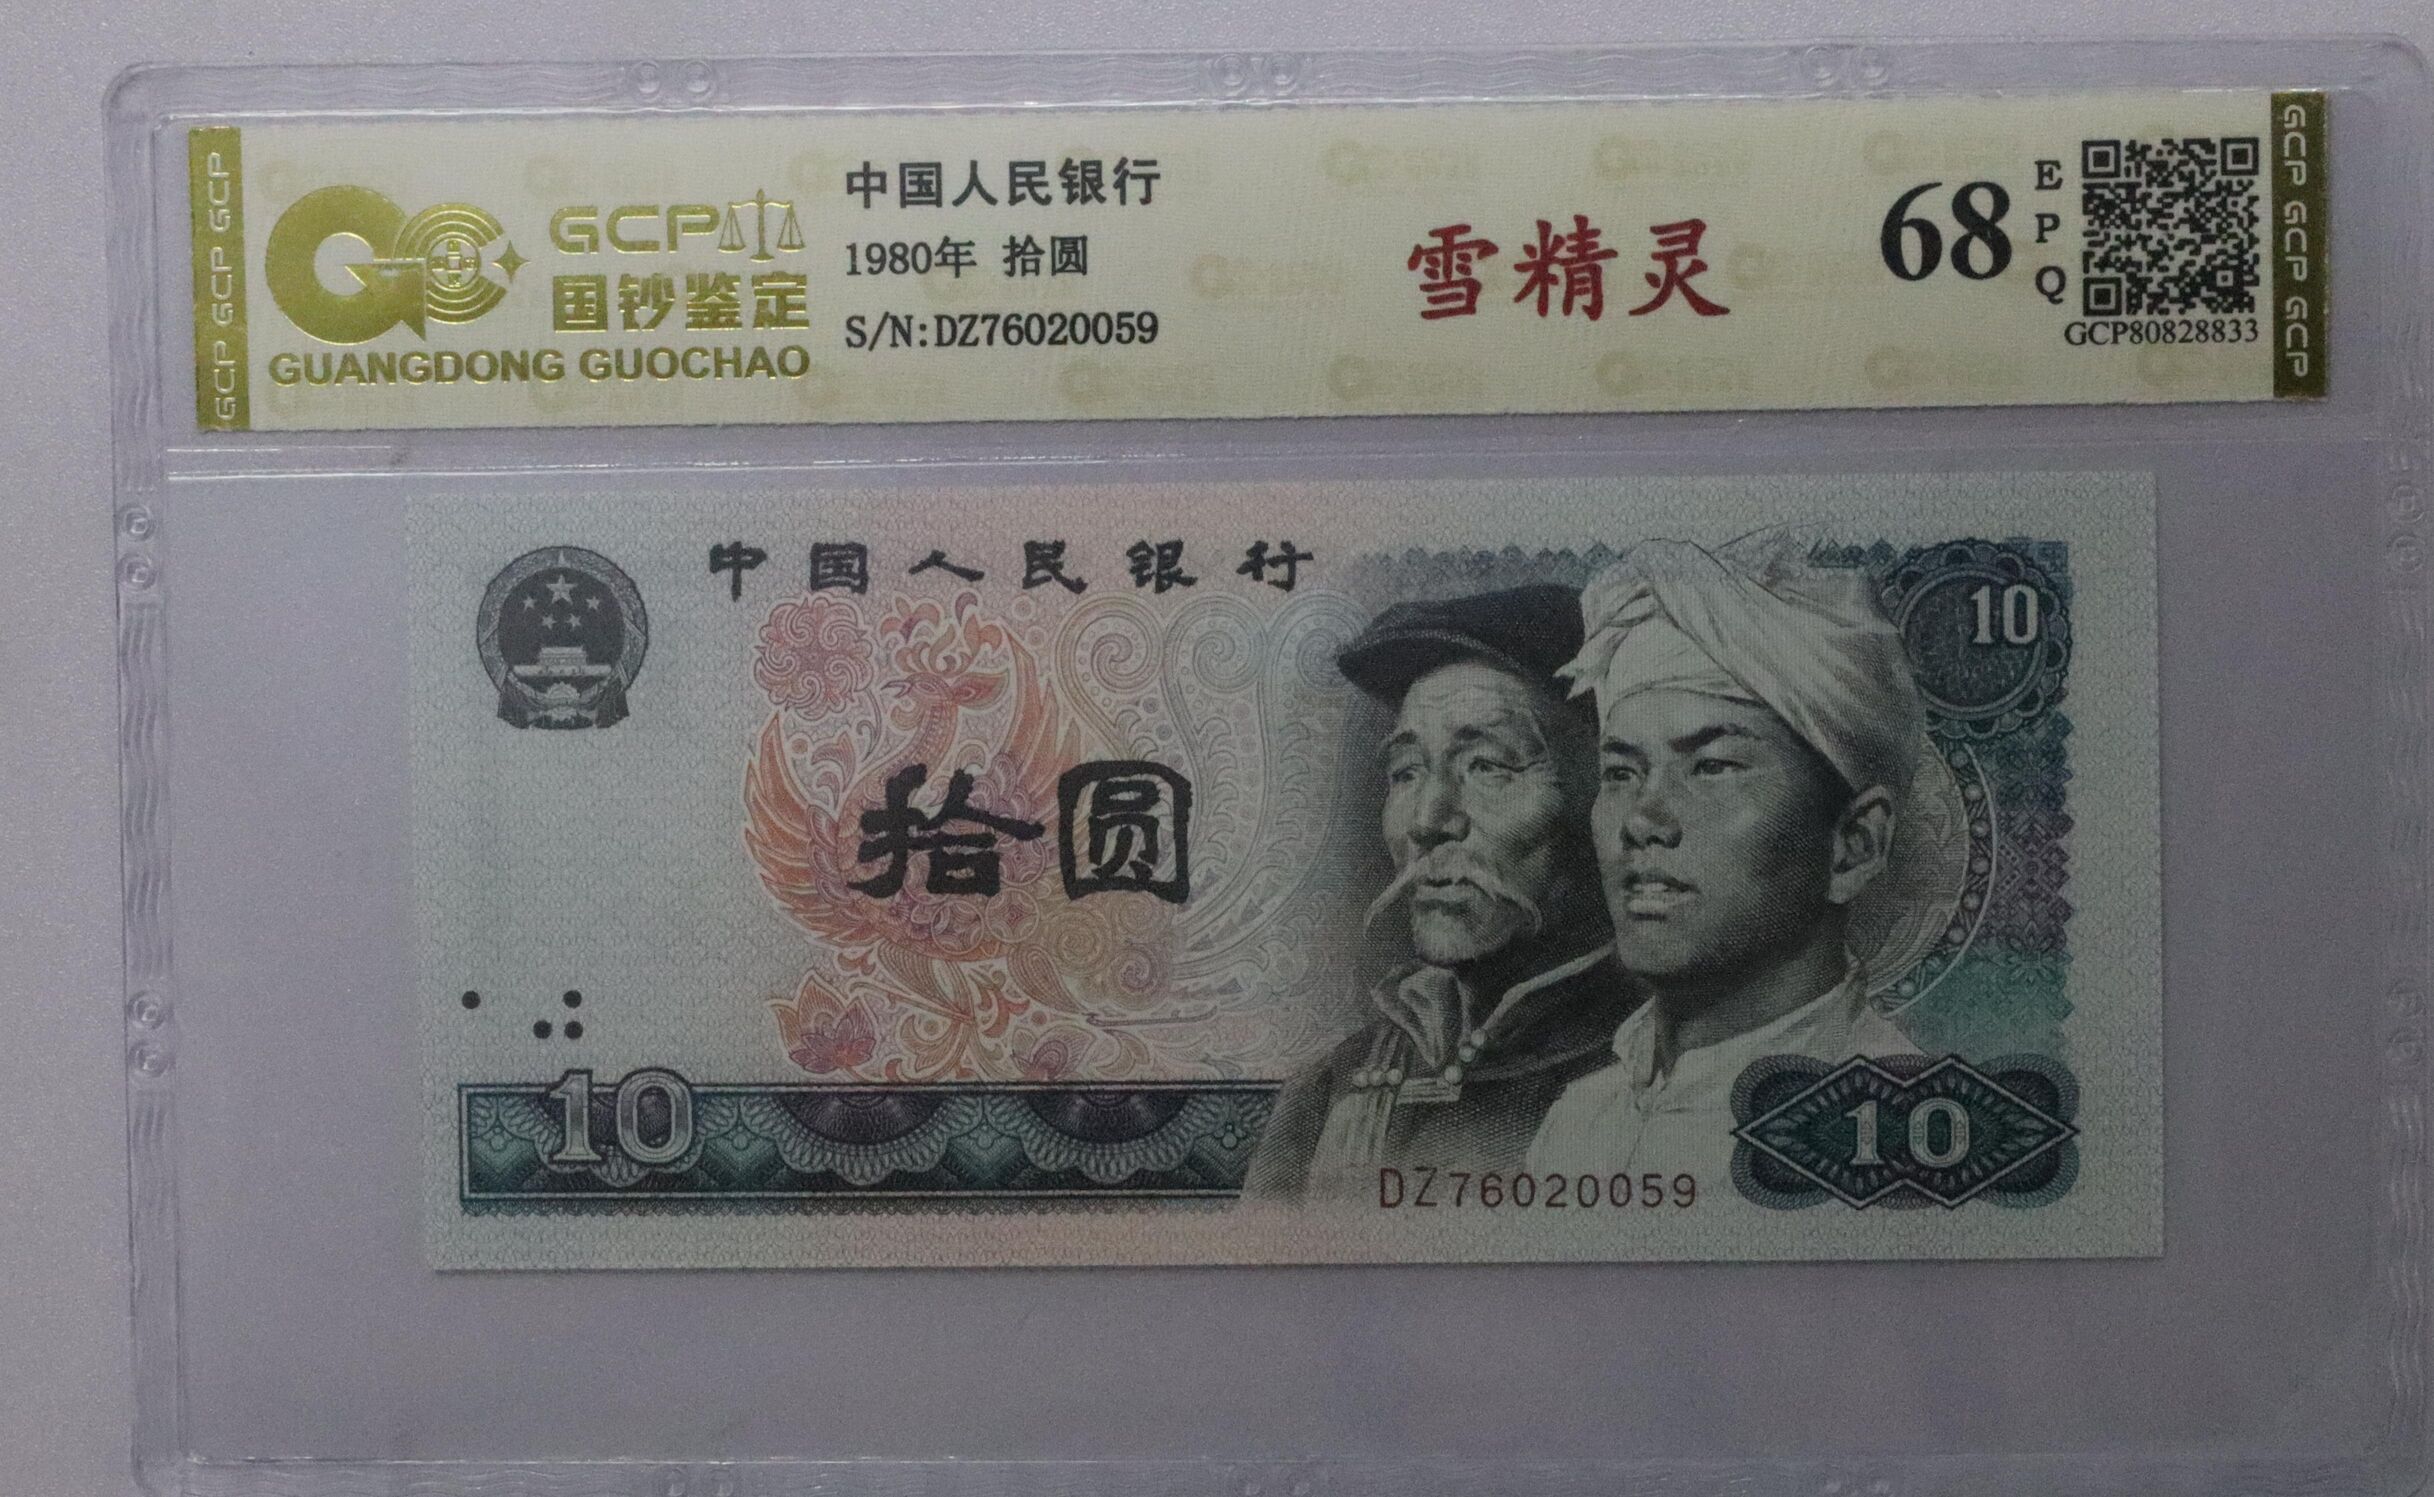 GCP GCP GCP
GCP
国钞鉴定
GUANGDONG GUOCHAO
中国人民银行
1980年 拾圆
S/N:DZ76020059
雪精灵
68
EPQ
GCP80828833
GCP GCP GCP
中国人民银行
10
拾圆
10
10
DZ76020059